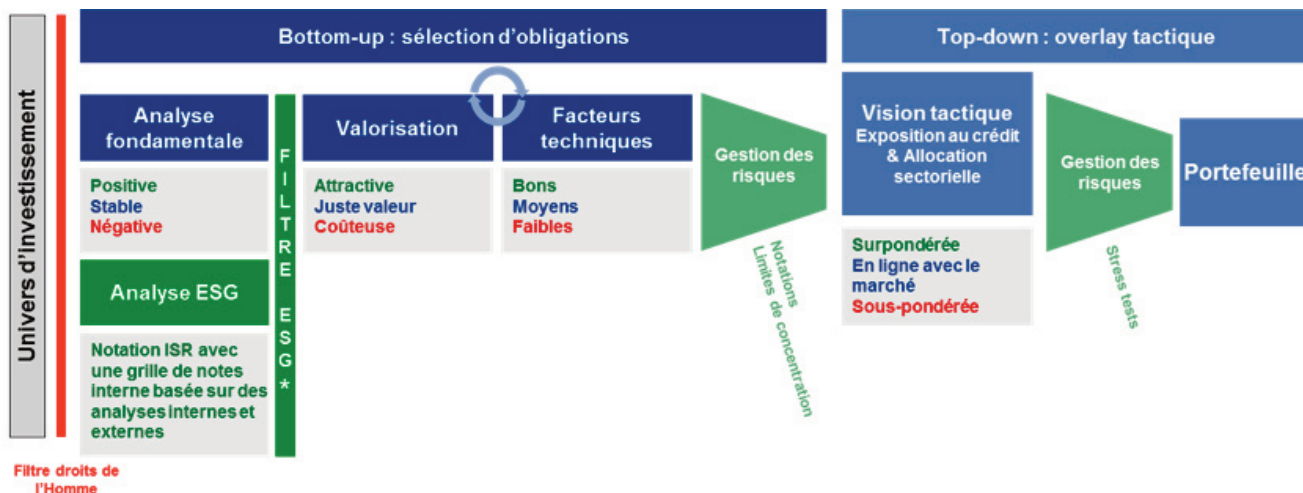 Univers d'investissement
Filtre droits de
l'Homme
Bottom-up : sélection d'obligations
Analyse
fondamentale
Positive
Stable
Négative
Analyse ESG
Notation ISR avec
une grille de notes
interne basée sur des
analyses internes et
externes
FILTRE ESG*
Valorisation
Attractive
Juste valeur
Coûteuse
Facteurs
techniques
Bons
Moyens
Faibles
Gestion des
risques
Notations
Limites de concentration
Top-down : overlay tactique
Vision tactique
Exposition au crédit
& Allocation
sectorielle
Surpondérée
En ligne avec le
marché
Sous-pondérée
Gestion des
risques
Stress tests
Portefeuille